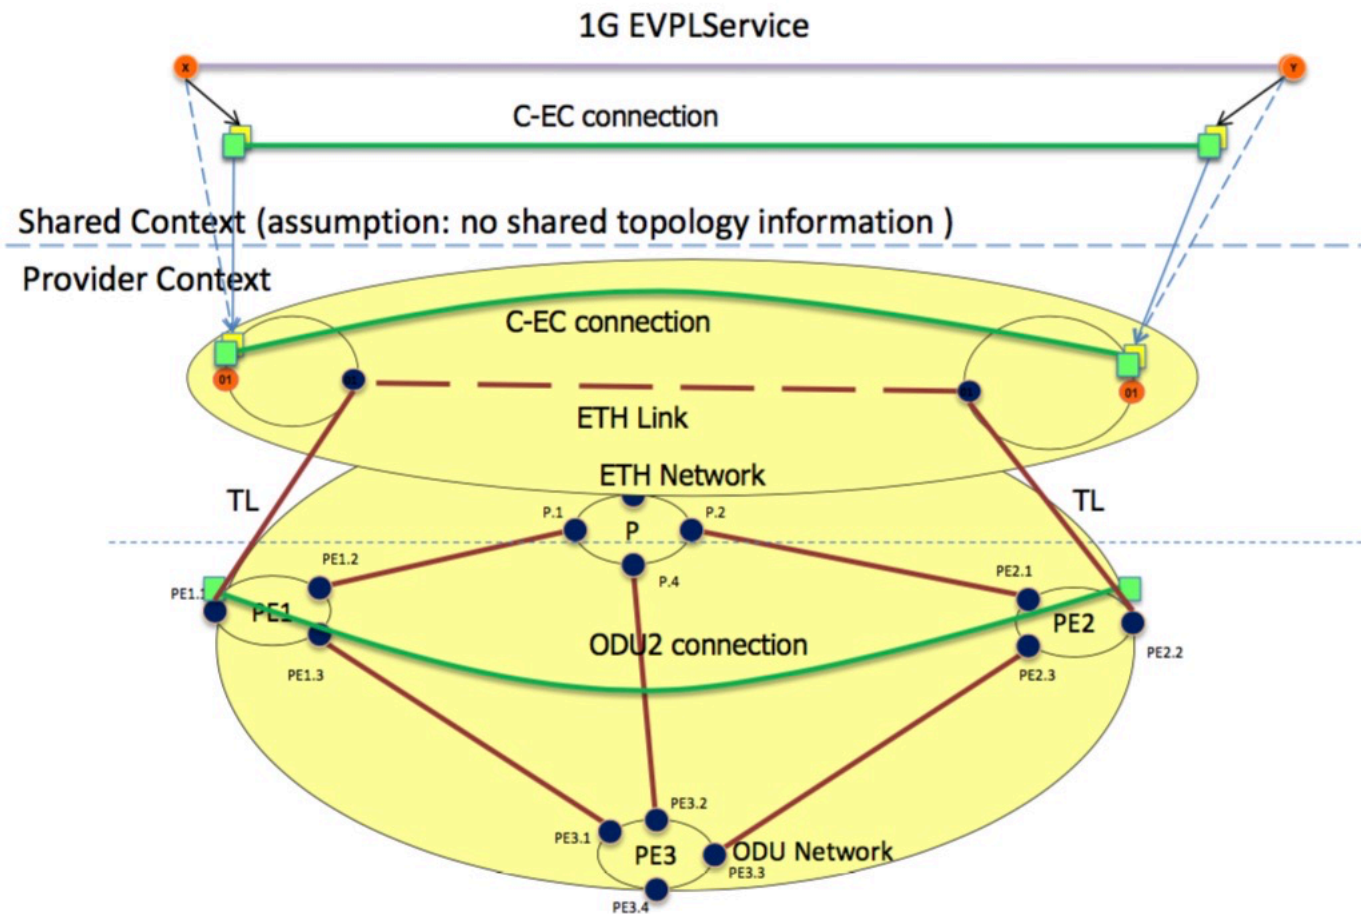 1G EVPLService
X
Y
C-EC connection
Shared Context (assumption: no shared topology information )
Provider Context
C-EC connection
01
01
ETH Link
ETH Network
TL
TL
P.1
P
P.2
PE1.2
P.4
PE2.1
PE1
PE2
ODU2 connection
PE2.2
PE1.3
PE2.3
PE3.2
PE3.1
PE3
ODU Network
PE3.3
PE3.4